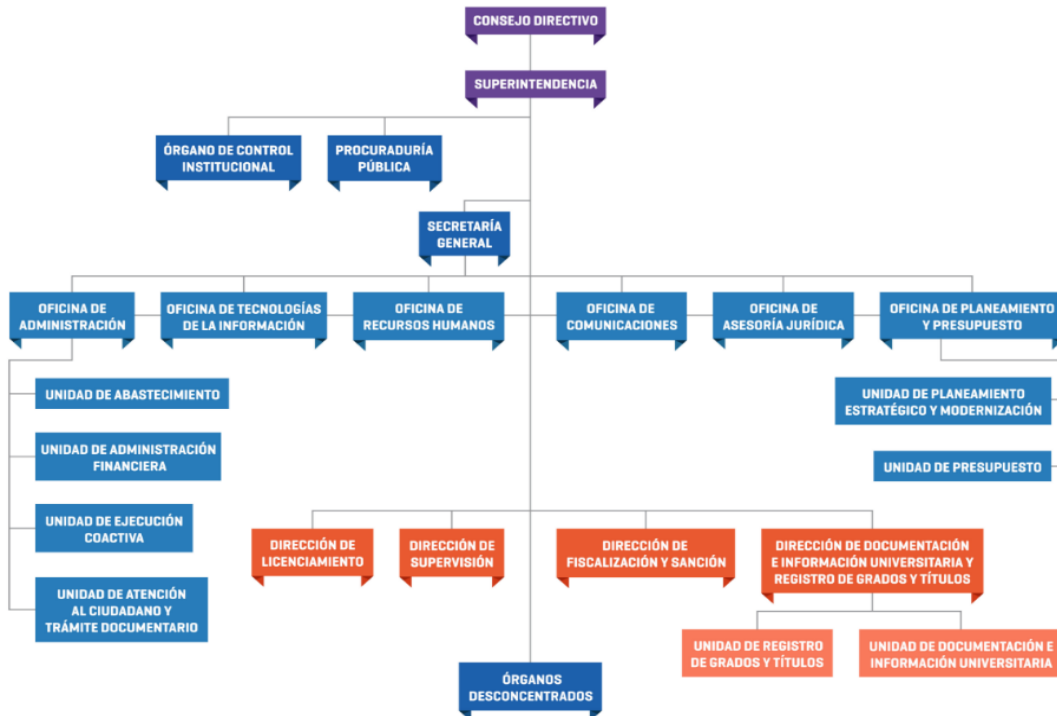 CONSEJO DIRECTIVO
SUPERINTENDENCIA
ÓRGANO DE CONTROL
INSTITUCIONAL
PROCURADURÍA
PÚBLICA
SECRETARÍA
GENERAL
OFICINA DE
ADMINISTRACIÓN
OFICINA DE TECNOLOGÍAS
DE LA INFORMACIÓN
OFICINA DE
RECURSOS HUMANOS
OFICINA DE
COMUNICACIONES
OFICINA DE
ASESORÍA JURÍDICA
OFICINA DE PLANEAMIENTO
Y PRESUPUESTO
UNIDAD DE ABASTECIMIENTO
UNIDAD DE ADMINISTRACIÓN
FINANCIERA
UNIDAD DE EJECUCIÓN
COACTIVA
UNIDAD DE ATENCIÓN
AL CIUDADANO Y
TRÁMITE DOCUMENTARIO
UNIDAD DE PLANEAMIENTO
ESTRATÉGICO Y MODERNIZACIÓN
UNIDAD DE PRESUPUESTO
DIRECCIÓN DE
LICENCIAMIENTO
DIRECCIÓN DE
SUPERVISIÓN
DIRECCIÓN DE
FISCALIZACIÓN Y SANCIÓN
DIRECCIÓN DE DOCUMENTACIÓN
E INFORMACIÓN UNIVERSITARIA Y
REGISTRO DE GRADOS Y TÍTULOS
UNIDAD DE REGISTRO
DE GRADOS Y TÍTULOS
UNIDAD DE DOCUMENTACIÓN E
INFORMACIÓN UNIVERSITARIA
ÓRGANOS
DESCONCENTRADOS